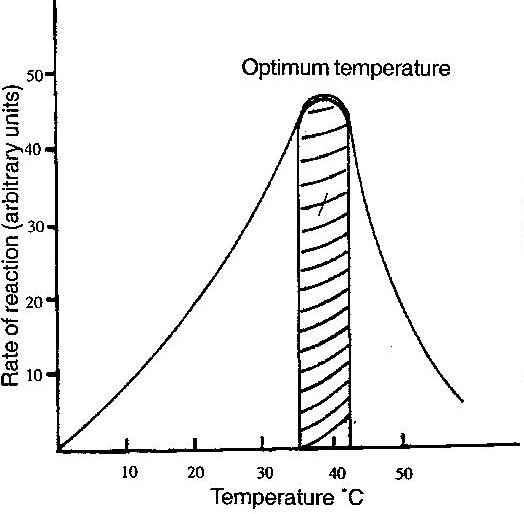 Optimum temperature
Rate of reaction (arbitrary units)
50
40
30
20
10
10 20 30 40 50
Temperature °C